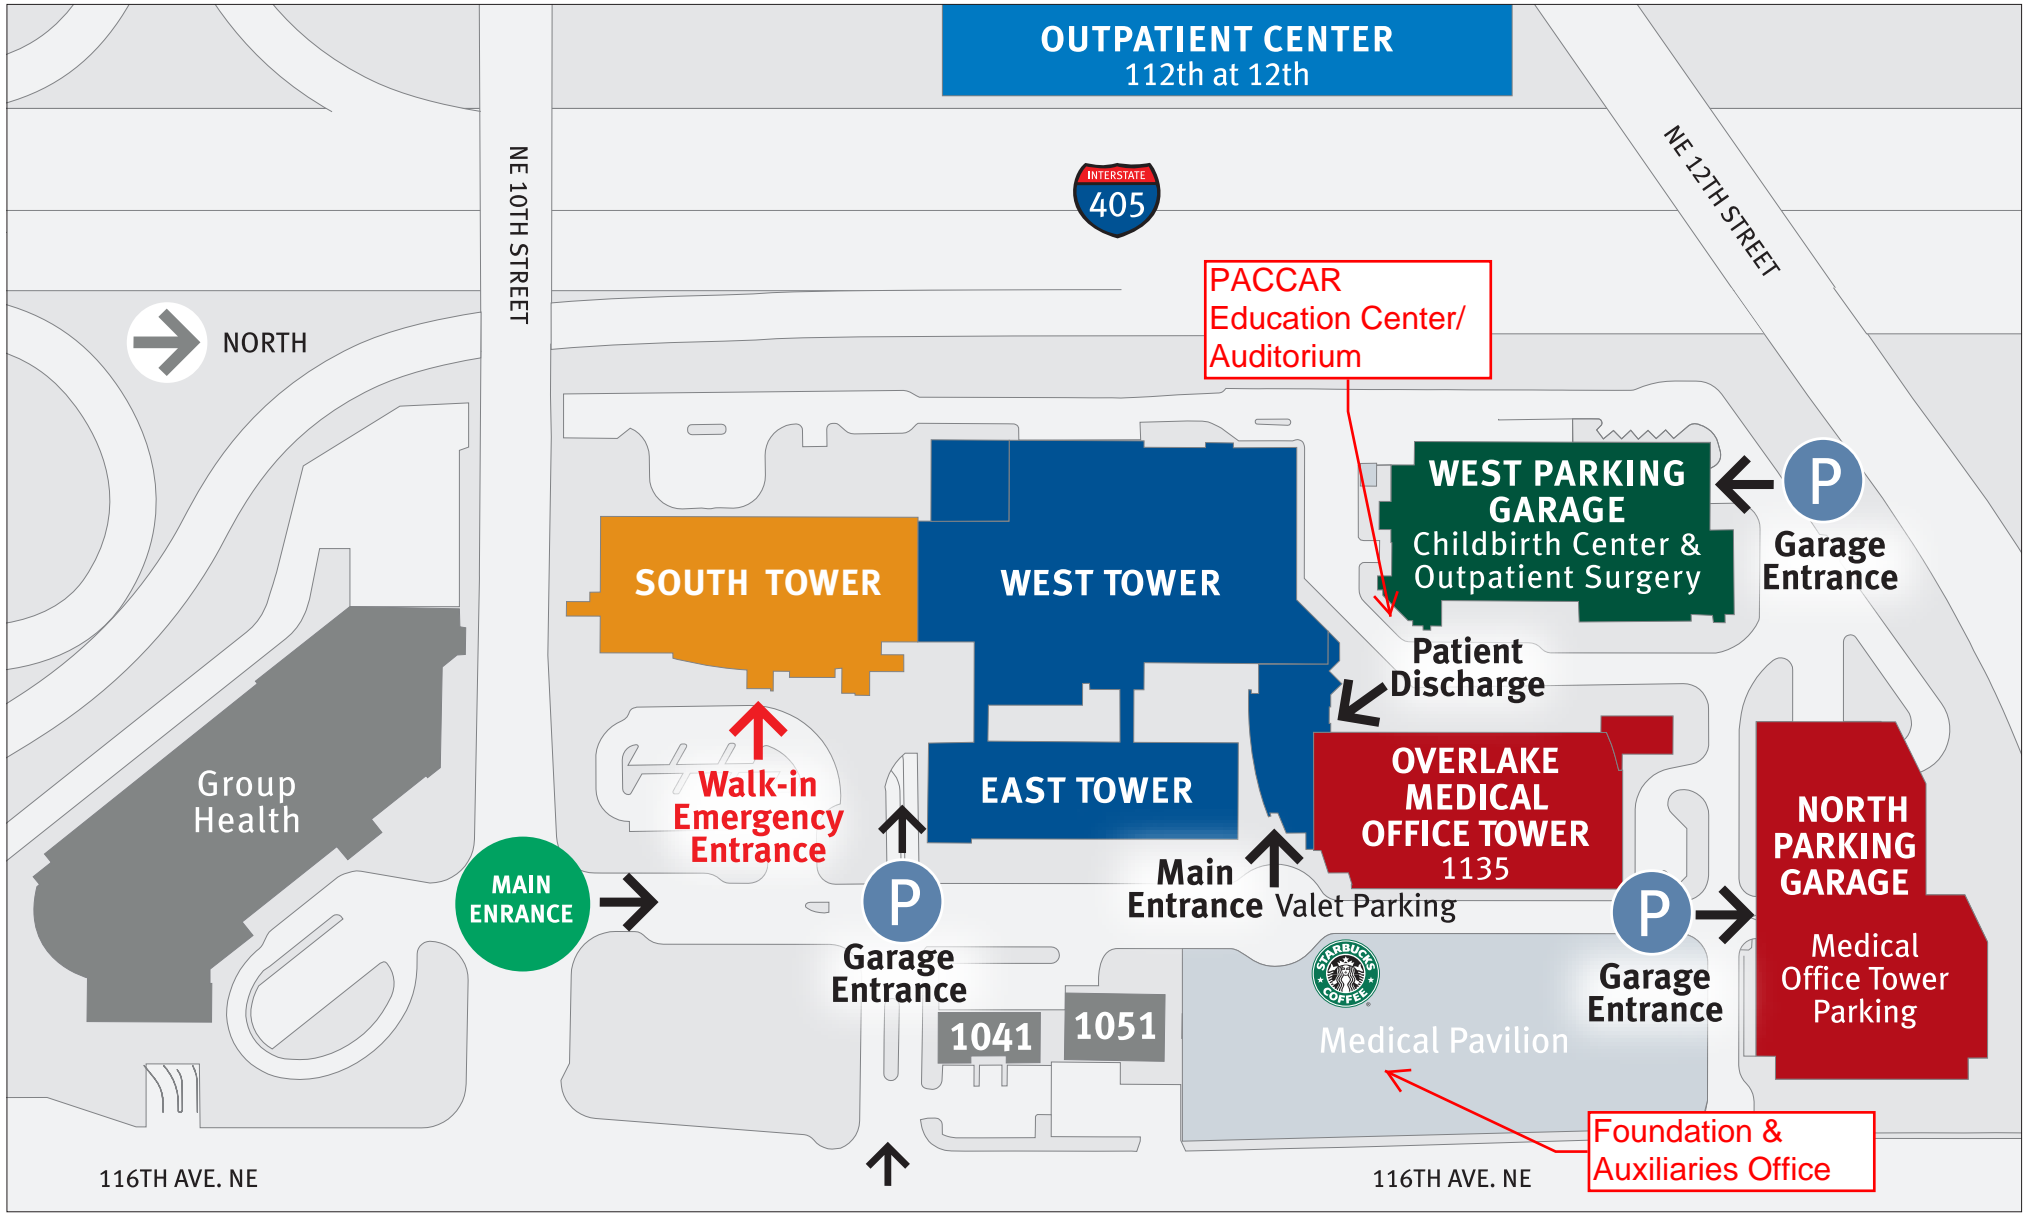 OUTPATIENT CENTER
112th at 12th
NE 10TH STREET
NE 12TH STREET
INTERSTATE
405
PACCAR
Education Center/
Auditorium
NORTH
WEST PARKING
GARAGE
Childbirth Center &
Outpatient Surgery
P
Garage
Entrance
SOUTH TOWER
WEST TOWER
Patient
Discharge
Group
Health
Walk-in
Emergency
Entrance
EAST TOWER
OVERLAKE
MEDICAL
OFFICE TOWER
1135
NORTH
PARKING
GARAGE
Medical
Office Tower
Parking
MAIN
ENRANCE
P
Garage
Entrance
Main
Entrance
Valet Parking
P
Garage
Entrance
STARBUCKS
COFFEE
®
1041
1051
Medical Pavilion
Foundation &
Auxiliaries Office
116TH AVE. NE
116TH AVE. NE